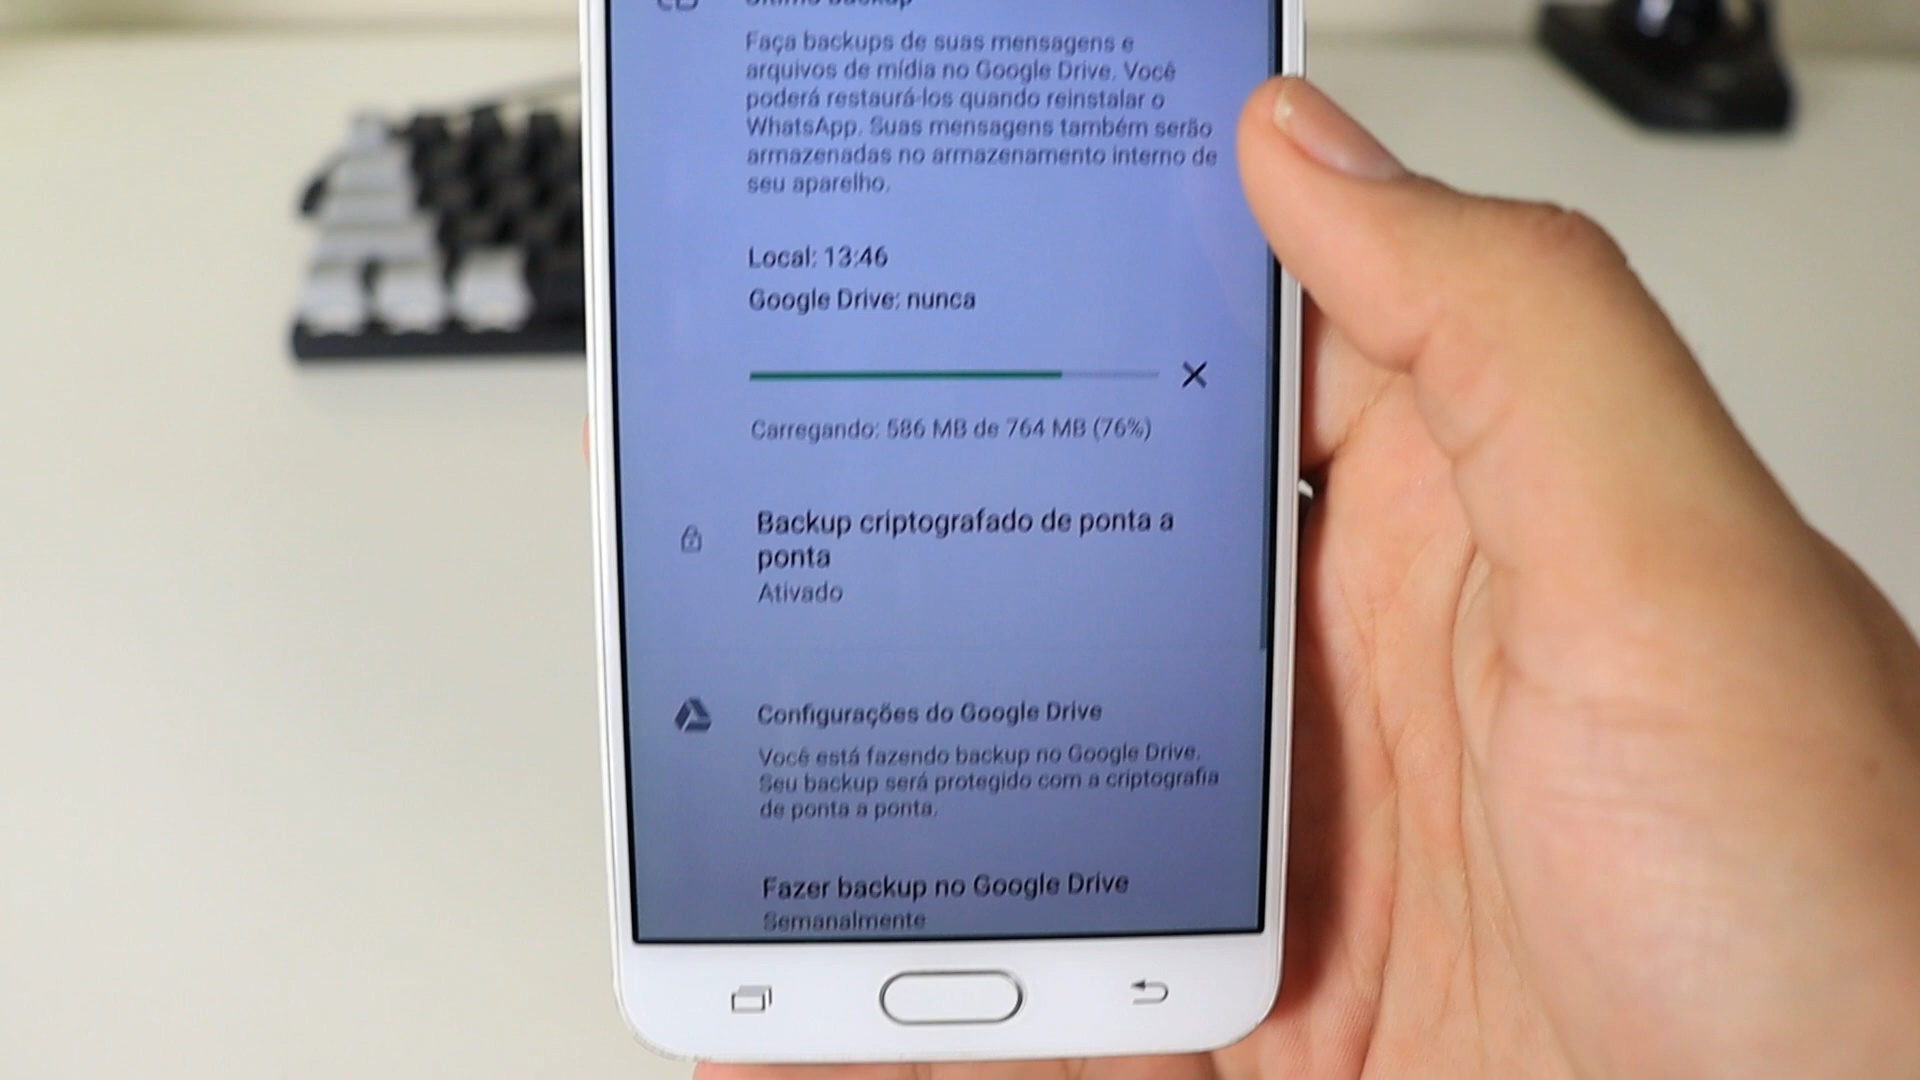 Último backup
Faça backups de suas mensagens e
arquivos de mídia no Google Drive. Você
poderá restaurá-los quando reinstalar o
WhatsApp. Suas mensagens também serão
armazenadas no armazenamento interno de
seu aparelho.
Local: 13:46
Google Drive: nunca
Carregando: 586 MB de 764 MB (76%)
Backup criptografado de ponta a
ponta
Ativado
Configurações do Google Drive
Você está fazendo backup no Google Drive.
Seu backup será protegido com a criptografia
de ponta a ponta.
Fazer backup no Google Drive
Semanalmente